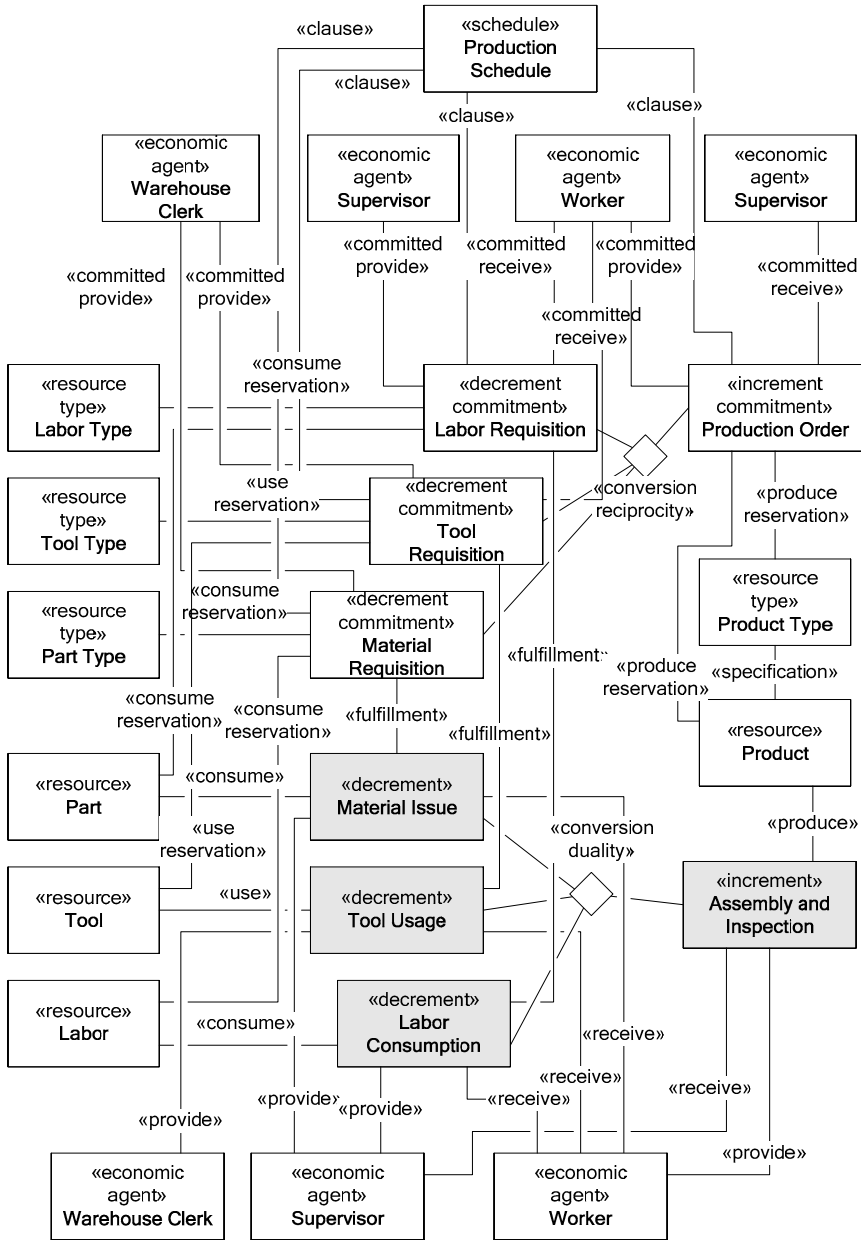 «clause»
«schedule»
Production
Schedule
«clause»
«clause»
«clause»
«economic
agent»
Warehouse
Clerk
«economic
agent»
Supervisor
«economic
agent»
Worker
«economic
agent»
Supervisor
«committed
provide»
«committed
provide»
«committed
provide»
«committed
receive»
«committed
provide»
«committed
receive»
«committed
receive»
«consume
reservation»
«resource
type»
Labor Type
«decrement
commitment»
Labor Requisition
«increment
commitment»
Production Order
«use
reservation»
«conversion
reciprocity»
«produce
reservation»
«resource
type»
Tool Type
«decrement
commitment»
Tool
Requisition
«consume
reservation»
«resource
type»
Part Type
«decrement
commitment»
Material
Requisition
«resource
type»
Product Type
«fulfillment»
«produce
reservation»
«specification»
«consume
reservation»
«consume
reservation»
«fulfillment»
«fulfillment»
«resource»
Product
«resource»
Part
«consume»
«decrement»
Material Issue
«use
reservation»
«conversion
duality»
«produce»
«resource»
Tool
«use»
«decrement»
Tool Usage
«increment»
Assembly and
Inspection
«resource»
Labor
«consume»
«decrement»
Labor
Consumption
«receive»
«receive»
«receive»
«receive»
«provide»
«provide»
«provide»
«provide»
«economic
agent»
Warehouse Clerk
«economic
agent»
Supervisor
«economic
agent»
Worker